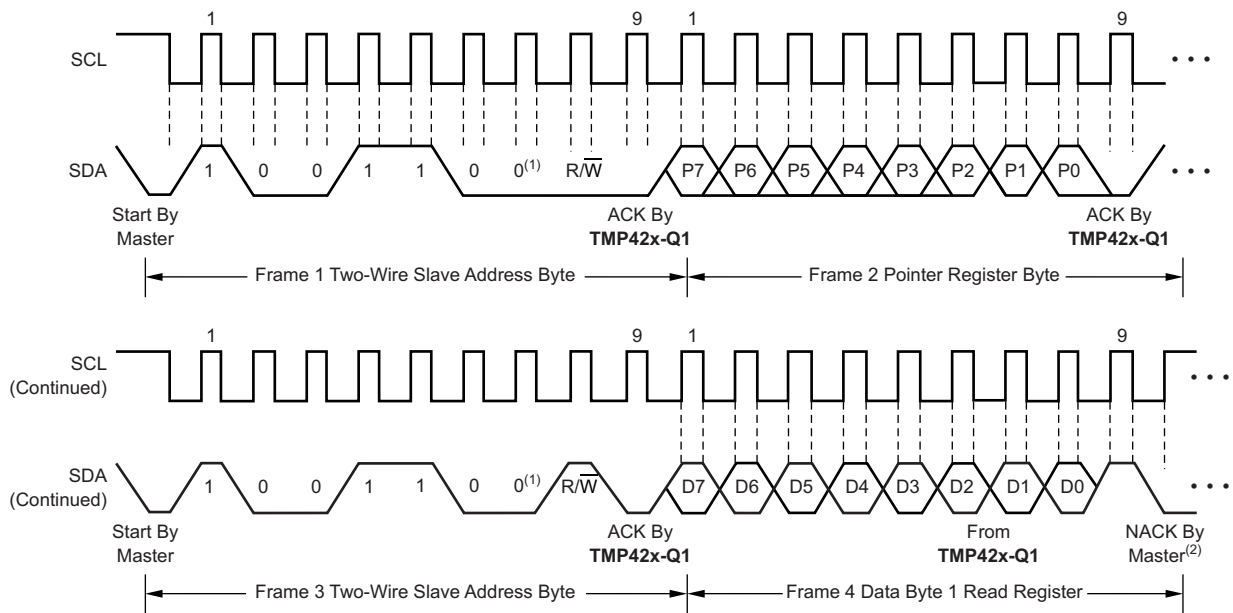 1 9 1 9
SCL
SDA 1 0 0 1 1 0 0(1) R/W P7 P6 P5 P4 P3 P2 P1 P0
Start By ACK By ACK By
Master TMP42x-Q1 TMP42x-Q1
Frame 1 Two-Wire Slave Address Byte Frame 2 Pointer Register Byte
1 9 1 9
SCL
(Continued)
SDA
(Continued) 1 0 0 1 1 0 0(1) R/W D7 D6 D5 D4 D3 D2 D1 D0
Start By ACK By From NACK By
Master TMP42x-Q1 TMP42x-Q1 Master(2)
Frame 3 Two-Wire Slave Address Byte Frame 4 Data Byte 1 Read Register